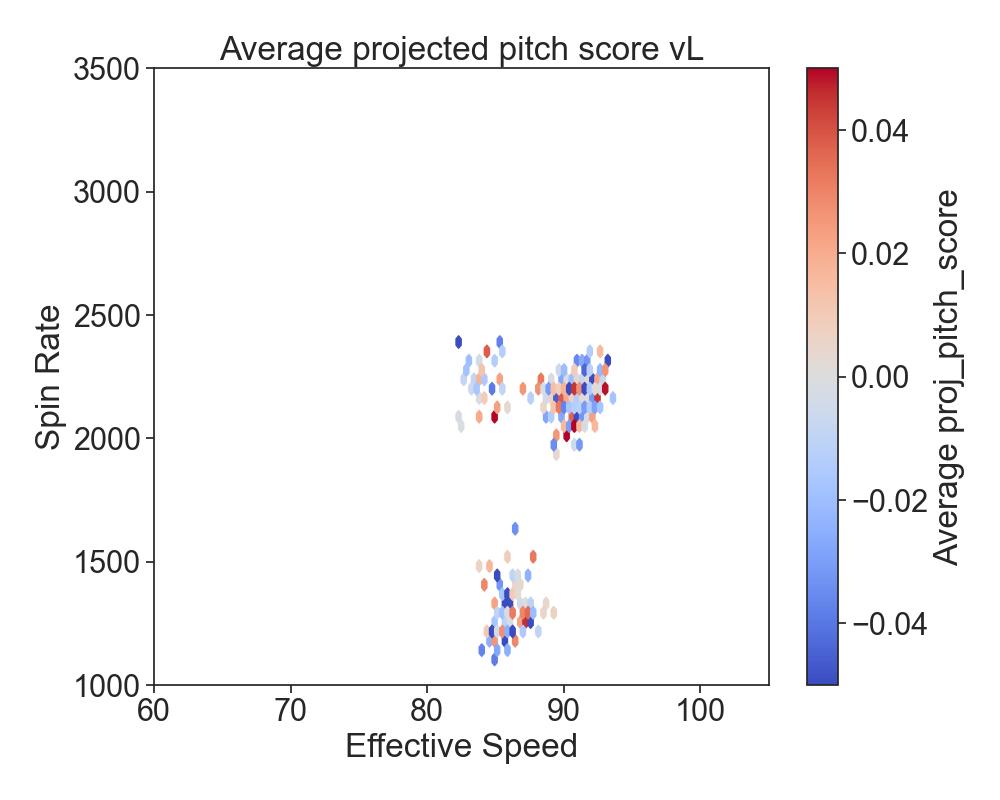 Average projected pitch score vL
3500
3000
2500
2000
1500
1000
Spin Rate
60 70 80 90 100
Effective Speed
0.04
0.02
0.00
−0.02
−0.04
Average proj_pitch_score